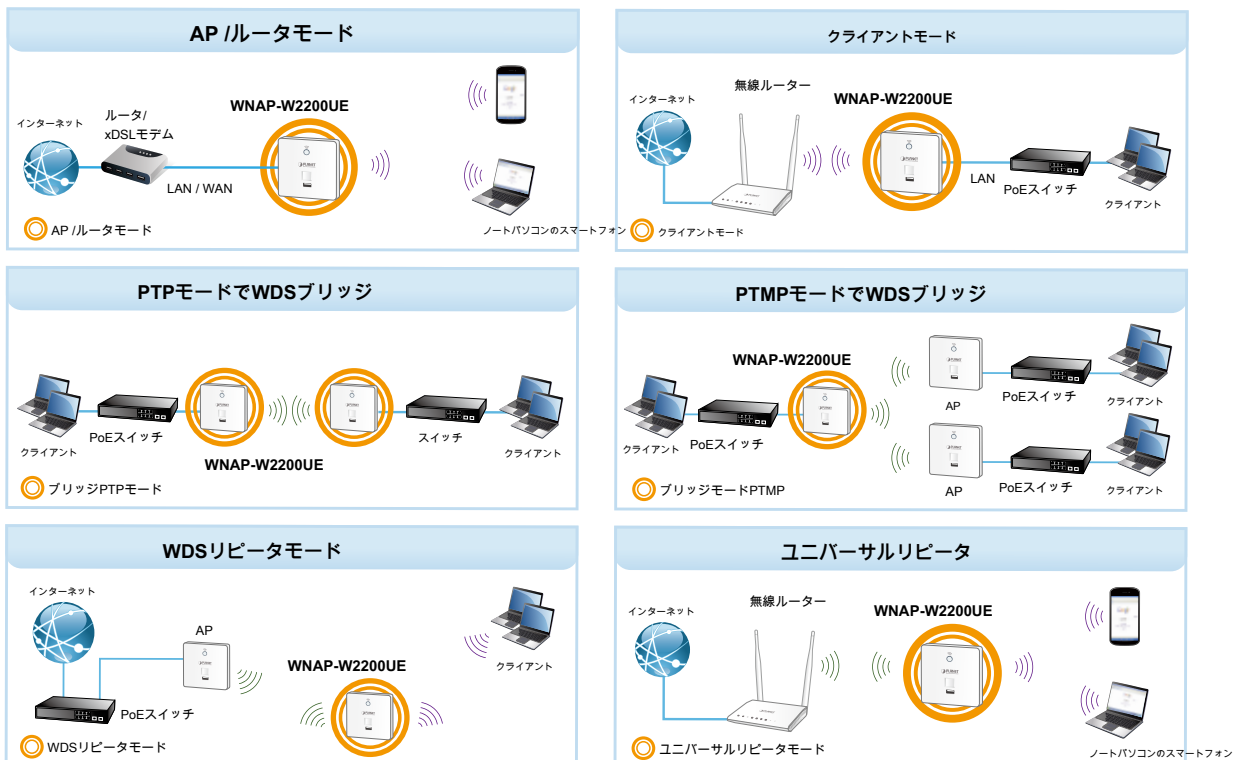 AP /ルータモード
インターネット
ルータ/
xDSLモデム
WNAP-W2200UE
LAN / WAN
AP /ルータモード
ノートパソコンのスマートフォン
クライアントモード
インターネット
無線ルーター
WNAP-W2200UE
LAN
PoEスイッチ
クライアント
クライアントモード
PTPモードでWDSブリッジ
クライアント
PoEスイッチ
WNAP-W2200UE
スイッチ
クライアント
ブリッジPTPモード
PTMPモードでWDSブリッジ
WNAP-W2200UE
クライアント
PoEスイッチ
AP
PoEスイッチ
クライアント
AP
PoEスイッチ
クライアント
ブリッジモードPTMP
WDSリピータモード
インターネット
AP
PoEスイッチ
WNAP-W2200UE
クライアント
WDSリピータモード
ユニバーサルリピータ
インターネット
無線ルーター
WNAP-W2200UE
ユニバーサルリピータモード
ノートパソコンのスマートフォン